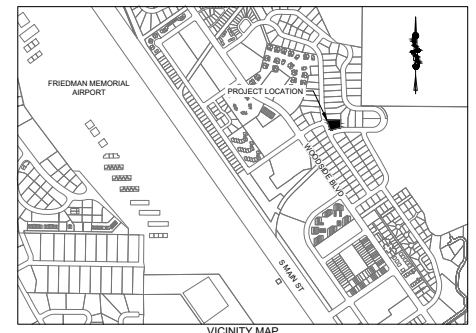 FRIEDMAN MEMORIAL
AIRPORT
PROJECT LOCATION
WOODSIDE BLVD
S MAIN ST
VICINITY MAP